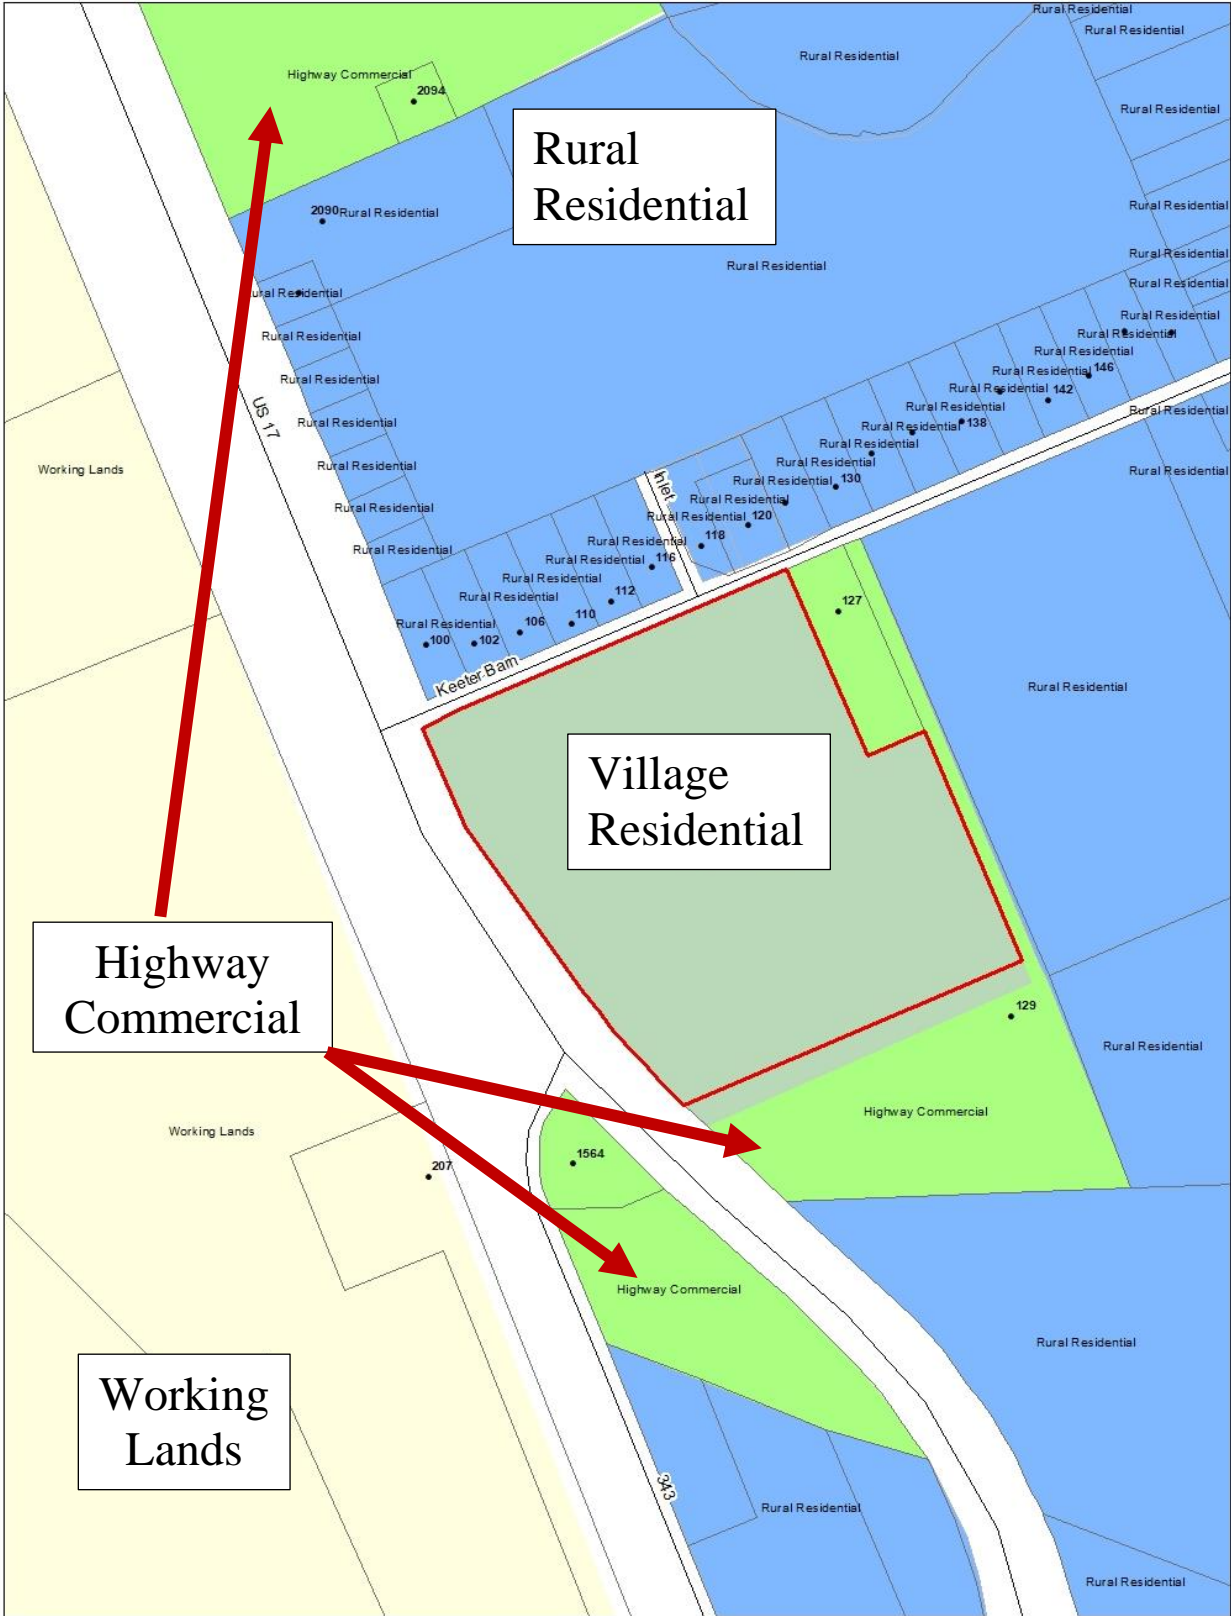 Rural Residential
Rural Residential
Highway Commercial
Rural Residential
2094
Rural Residential
Rural
Residential
2090 Rural Residential
Rural Residential
Rural Residential
Rural Residential
Rural Residential
ural Residential
Rural Residential
Rural Residential
Rural Residential
Rural Residential
Rural Residential
Rural Residential
146
Rural Residential
US 17
Rural Residential
142
Rural Residential
Rural Residential
Rural Residential
138
Rural Residential
Rural Residential
Working Lands
Rural Residential
Rural Residential
Rural Residential
Rural Residential
130
Inlet
Rural Residential
Rural Residential
Rural Residential
120
Rural Residential
118
Rural Residential
Rural Residential
116
Rural Residential
112
Rural Residential
127
Rural Residential
110
106
100
102
Keeter Barn
Rural Residential
Village
Residential
Highway
Commercial
129
Rural Residential
Highway Commercial
Working Lands
207
1564
Highway Commercial
Rural Residential
Working
Lands
343
Rural Residential
Rural Residential